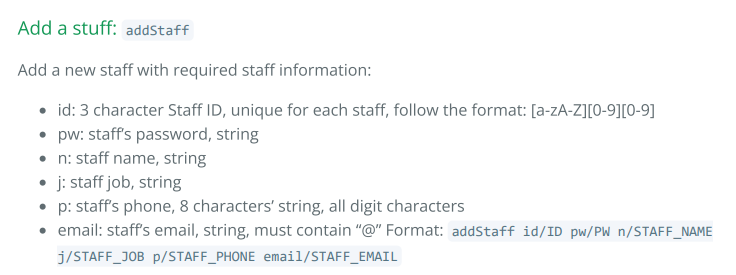 Add a stuff: addStaff
Add a new staff with required staff information:
• id: 3 character Staff ID, unique for each staff, follow the format: [a-zA-Z][0-9][0-9]
• pw: staff’s password, string
• n: staff name, string
• j: staff job, string
• p: staff’s phone, 8 characters’ string, all digit characters
• email: staff’s email, string, must contain “@” Format: addStaff id/ID pw/PW n/STAFF_NAME
j/STAFF_JOB p/STAFF_PHONE email/STAFF_EMAIL